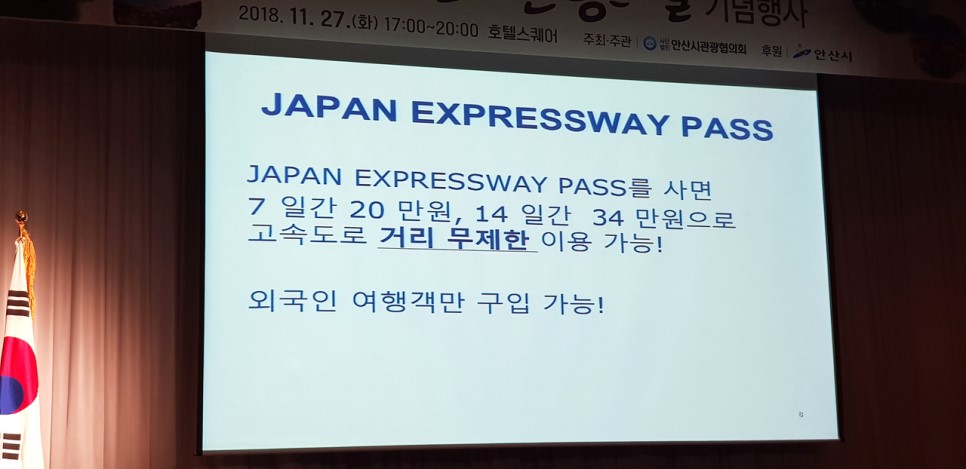 기념행사
2018. 11. 27.(화) 17:00~20:00 호텔스퀘어 주최·주관 안산시관광협의회 후원 안산시
JAPAN EXPRESSWAY PASS
JAPAN EXPRESSWAY PASS를 사면
7 일간 20 만원, 14 일간 34 만원으로
고속도로 거리 무제한 이용 가능!
외국인 여행객만 구입 가능!